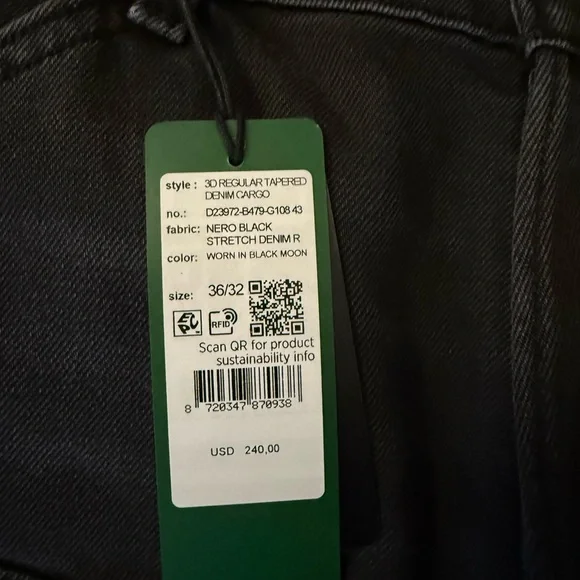 style : 3D REGULAR TAPERED
DENIM CARGO
no.: D23972-B479-G108 43
fabric: NERO BLACK
STRETCH DENIM R
color: WORN IN BLACK MOON
size: 36/32
EPC RFID
Scan QR for product
sustainability info
8 720347 870938
USD 240,00